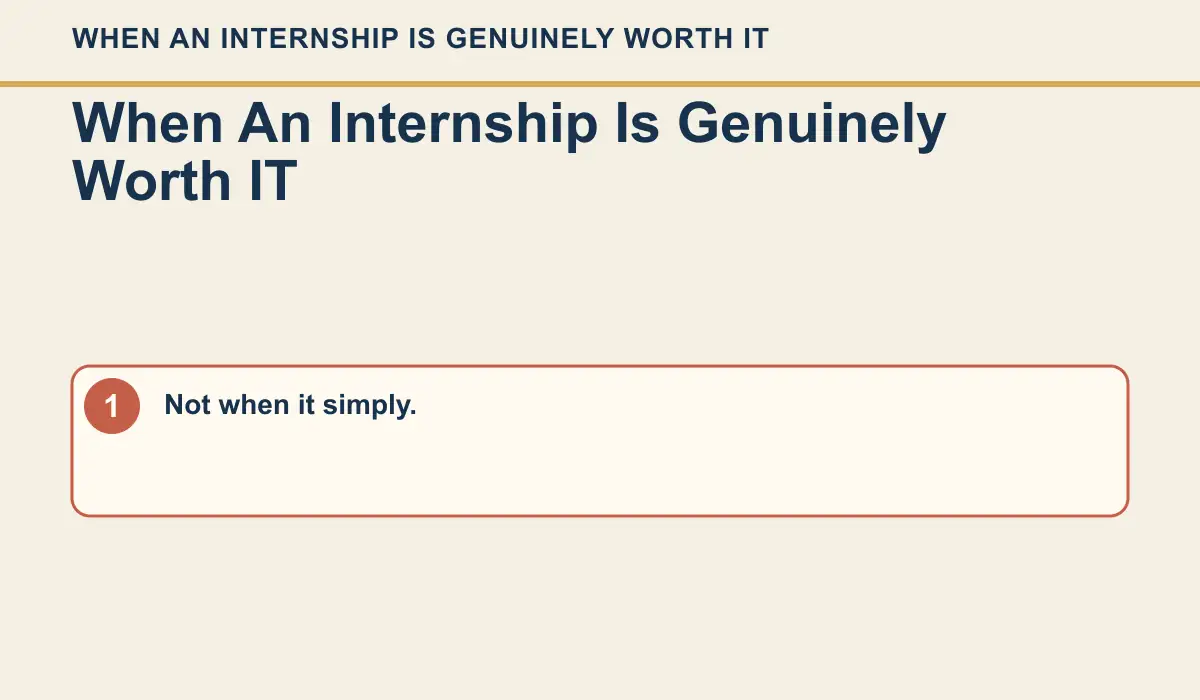 WHEN AN INTERNSHIP IS GENUINELY WORTH IT
When An Internship Is Genuinely
Worth IT
1
Not when it simply.